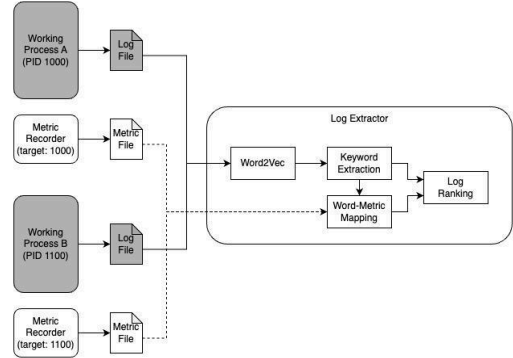 Working
Process A
(PID 1000)
Log
File
Metric
Recorder
(target: 1000)
Metric
File
Log Extractor
Word2Vec
Keyword
Extraction
Log
Ranking
Word-Metric
Mapping
Working
Process B
(PID 1100)
Log
File
Metric
Recorder
(target: 1100)
Metric File